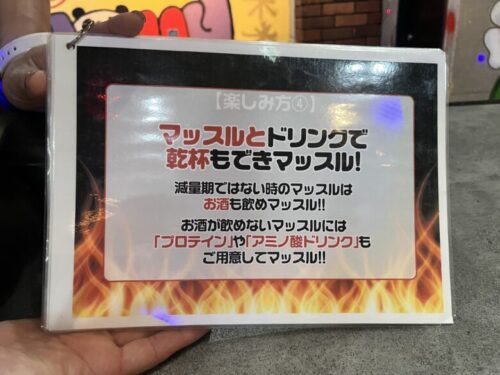 【楽しみ方④】
マッスルとドリンクで
乾杯もできマッスル!
減量期ではない時のマッスルは
お酒も飲めマッスル!!
お酒が飲めないマッスルには
「プロテイン」や「アミノ酸ドリンク」も
ご用意してマッスル!!